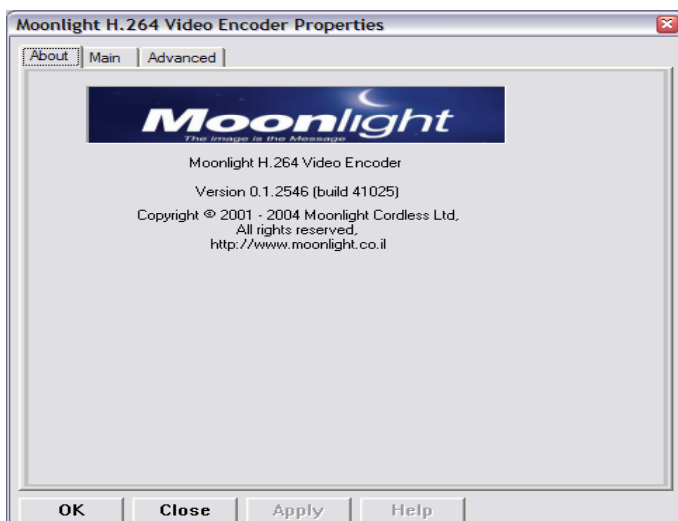 Moonlight H.264 Video Encoder Properties
About Main Advanced
Moonlight
The Image is the Message
Moonlight H.264 Video Encoder
Version 0.1.2546 (build 41025)
Copyright © 2001 - 2004 Moonlight Cordless Ltd,
All rights reserved,
http://www.moonlight.co.il
OK Close Apply Help